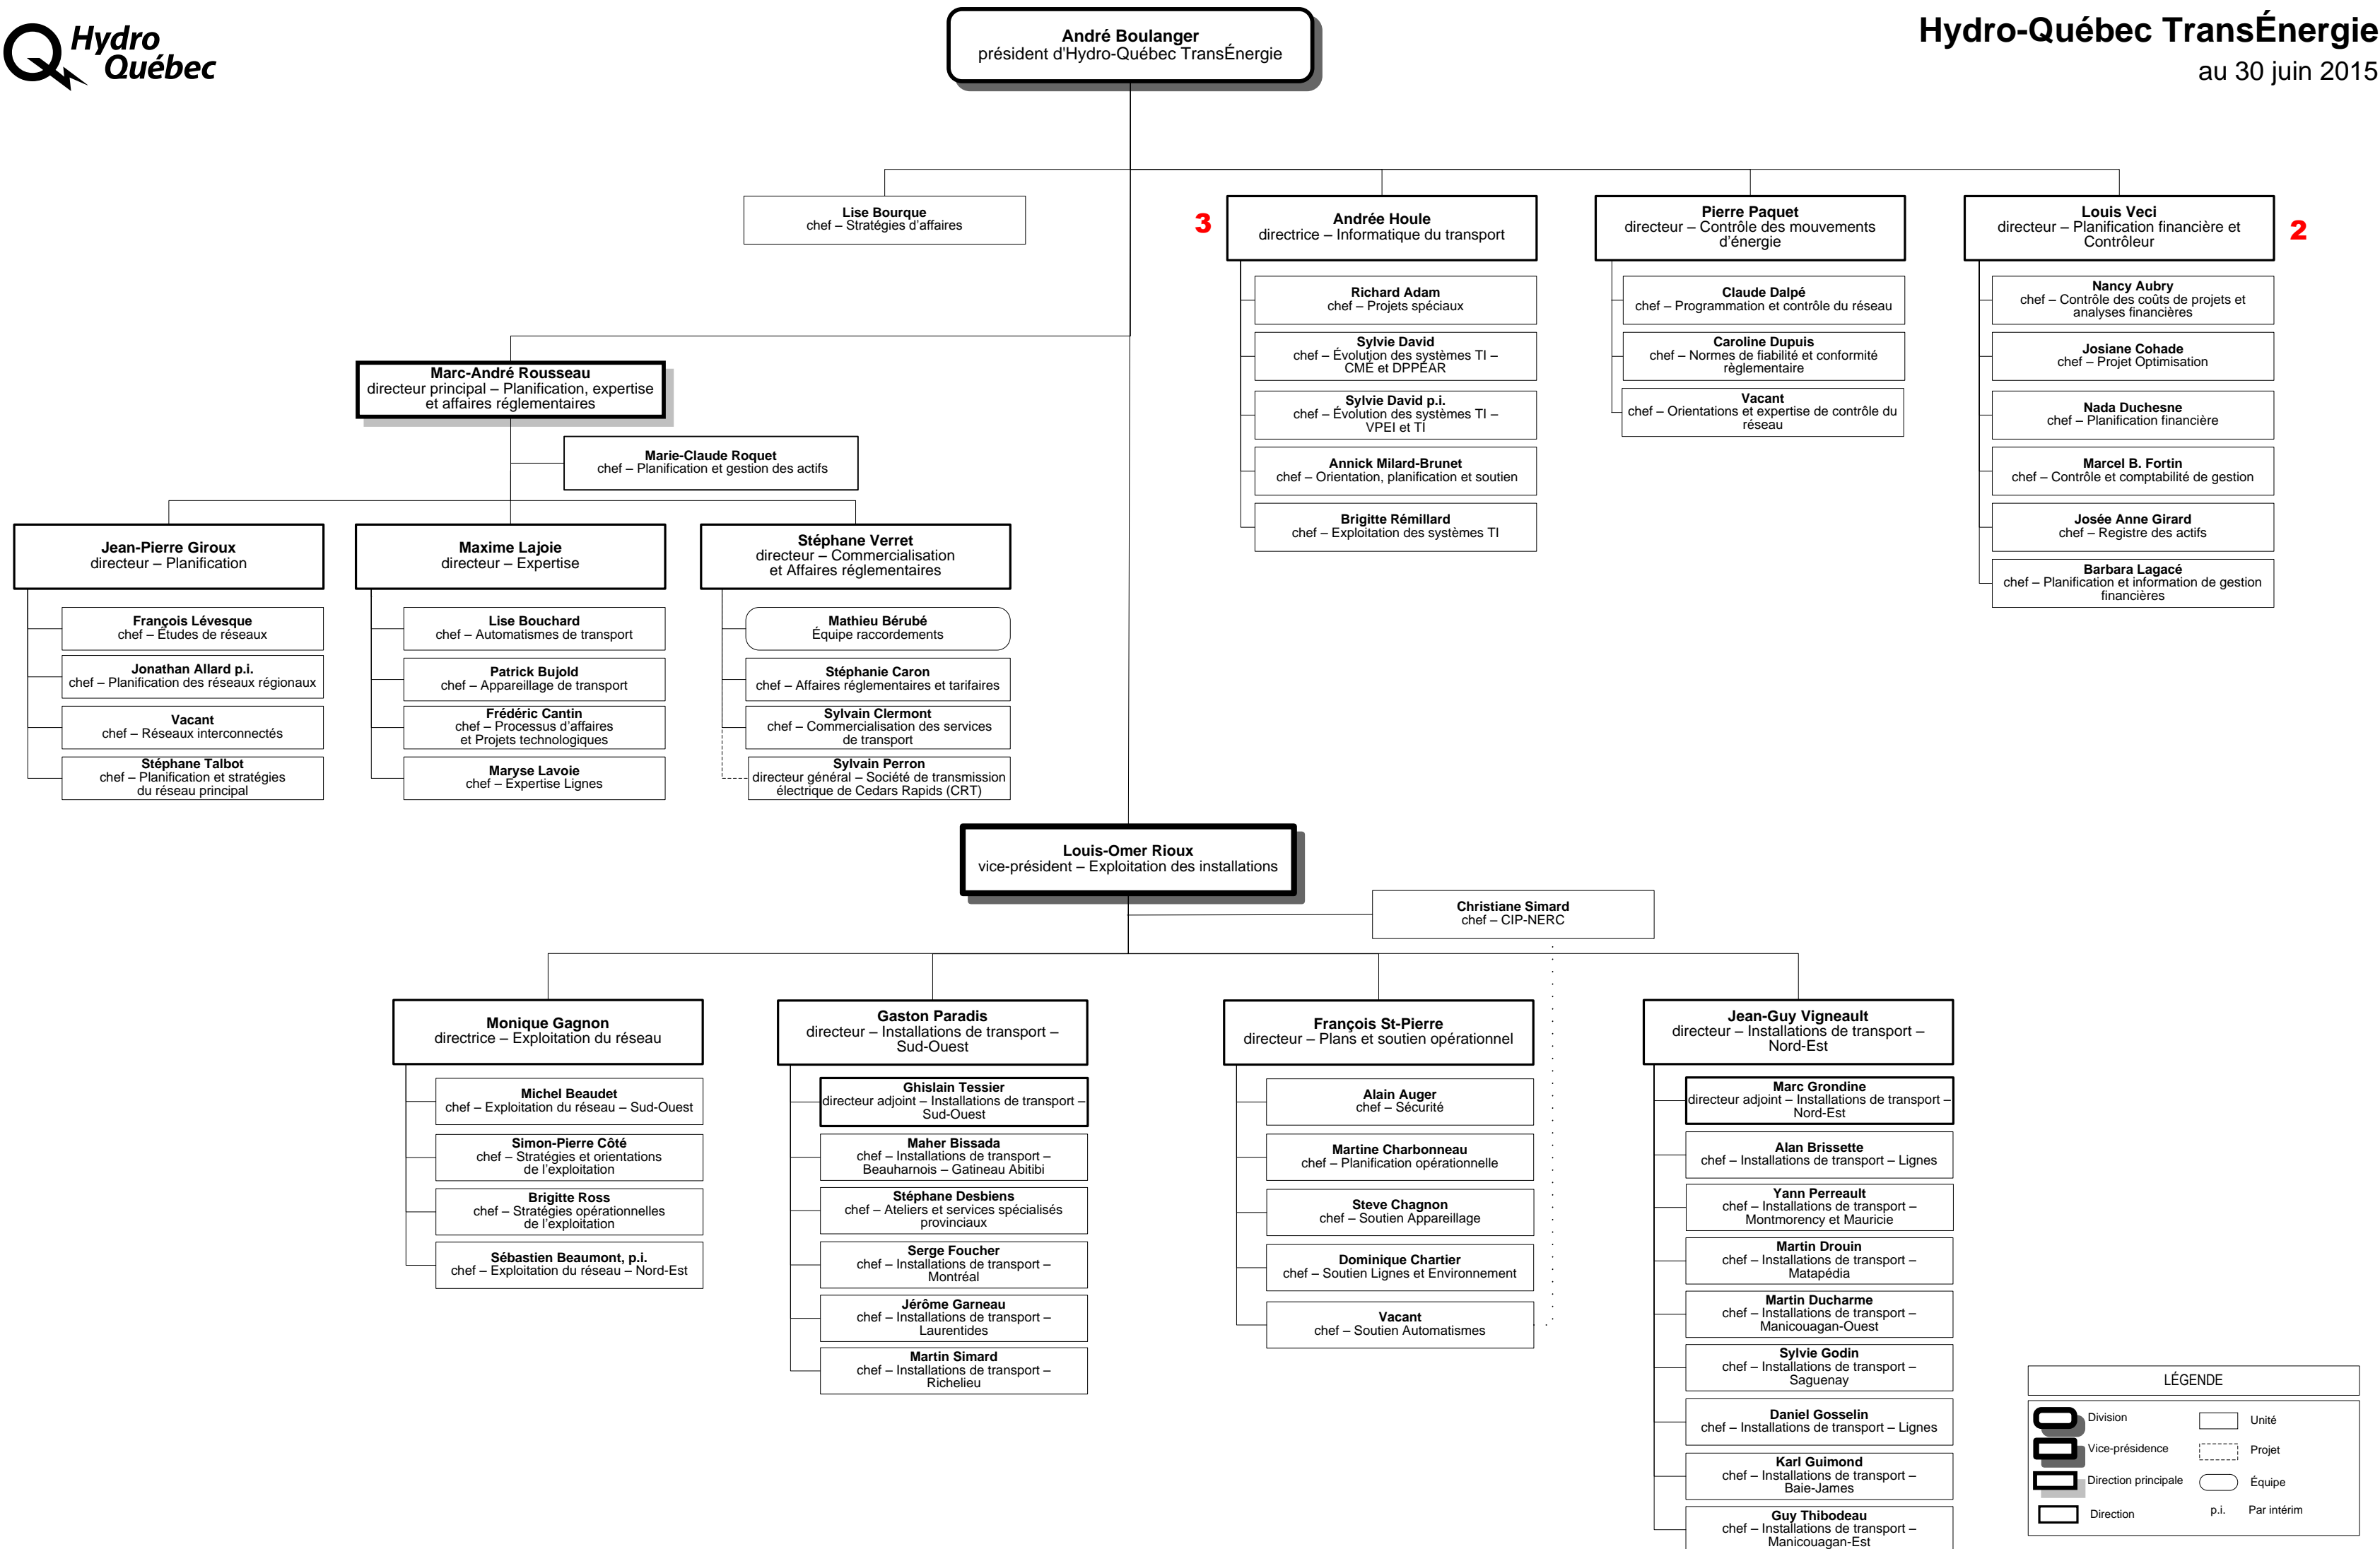 Hydro
Québec
André Boulanger
président d'Hydro-Québec TransÉnergie
Hydro-Québec TransÉnergie
au 30 juin 2015
Lise Bourque
chef – Stratégies d'affaires
3
Andrée Houle
directrice – Informatique du transport
Richard Adam
chef – Projets spéciaux
Sylvie David
chef – Évolution des systèmes TI –
CMÉ et DPPÉAR
Sylvie David p.i.
chef – Évolution des systèmes TI –
VPEI et TI
Annick Milard-Brunet
chef – Orientation, planification et soutien
Brigitte Rémillard
chef – Exploitation des systèmes TI
Pierre Paquet
directeur – Contrôle des mouvements
d'énergie
Claude Dalpé
chef – Programmation et contrôle du réseau
Caroline Dupuis
chef – Normes de fiabilité et conformité
règlementaire
Vacant
chef – Orientations et expertise de contrôle du
réseau
Louis Veci
directeur – Planification financière et
Contrôleur
2
Nancy Aubry
chef – Contrôle des coûts de projets et
analyses financières
Josiane Cohade
chef – Projet Optimisation
Nada Duchesne
chef – Planification financière
Marcel B. Fortin
chef – Contrôle et comptabilité de gestion
Josée Anne Girard
chef – Registre des actifs
Barbara Lagacé
chef – Planification et information de gestion
financières
Marc-André Rousseau
directeur principal – Planification, expertise
et affaires réglementaires
Marie-Claude Roquet
chef – Planification et gestion des actifs
Jean-Pierre Giroux
directeur – Planification
François Lévesque
chef – Études de réseaux
Jonathan Allard p.i.
chef – Planification des réseaux régionaux
Vacant
chef – Réseaux interconnectés
Stéphane Talbot
chef – Planification et stratégies
du réseau principal
Maxime Lajoie
directeur – Expertise
Lise Bouchard
chef – Automatismes de transport
Patrick Bujold
chef – Appareillage de transport
Frédéric Cantin
chef – Processus d'affaires
et Projets technologiques
Maryse Lavoie
chef – Expertise Lignes
Stéphane Verret
directeur – Commercialisation
et Affaires réglementaires
Mathieu Bérubé
Équipe raccordements
Stéphanie Caron
chef – Affaires réglementaires et tarifaires
Sylvain Clermont
chef – Commercialisation des services
de transport
Sylvain Perron
directeur général – Société de transmission
électrique de Cedars Rapids (CRT)
Louis-Omer Rioux
vice-président – Exploitation des installations
Christiane Simard
chef – CIP-NERC
Monique Gagnon
directrice – Exploitation du réseau
Michel Beaudet
chef – Exploitation du réseau – Sud-Ouest
Simon-Pierre Côté
chef – Stratégies et orientations
de l'exploitation
Brigitte Ross
chef – Stratégies opérationnelles
de l'exploitation
Sébastien Beaumont, p.i.
chef – Exploitation du réseau – Nord-Est
Gaston Paradis
directeur – Installations de transport –
Sud-Ouest
Ghislain Tessier
directeur adjoint – Installations de transport –
Sud-Ouest
Maher Bissada
chef – Installations de transport –
Beauharnois – Gatineau Abitibi
Stéphane Desbiens
chef – Ateliers et services spécialisés
provinciaux
Serge Foucher
chef – Installations de transport –
Montréal
Jérôme Garneau
chef – Installations de transport –
Laurentides
Martin Simard
chef – Installations de transport –
Richelieu
François St-Pierre
directeur – Plans et soutien opérationnel
Alain Auger
chef – Sécurité
Martine Charbonneau
chef – Planification opérationnelle
Steve Chagnon
chef – Soutien Appareillage
Dominique Chartier
chef – Soutien Lignes et Environnement
Vacant
chef – Soutien Automatismes
Jean-Guy Vigneault
directeur – Installations de transport –
Nord-Est
Marc Grondine
directeur adjoint – Installations de transport –
Nord-Est
Alan Brissette
chef – Installations de transport – Lignes
Yann Perreault
chef – Installations de transport –
Montmorency et Mauricie
Martin Drouin
chef – Installations de transport –
Matapédia
Martin Ducharme
chef – Installations de transport –
Manicouagan-Ouest
Sylvie Godin
chef – Installations de transport –
Saguenay
Daniel Gosselin
chef – Installations de transport – Lignes
Karl Guimond
chef – Installations de transport –
Baie-James
Guy Thibodeau
chef – Installations de transport –
Manicouagan-Est
LÉGENDE
Division
Unité
Vice-présidence
Projet
Direction principale
Équipe
Direction
p.i. Par intérim